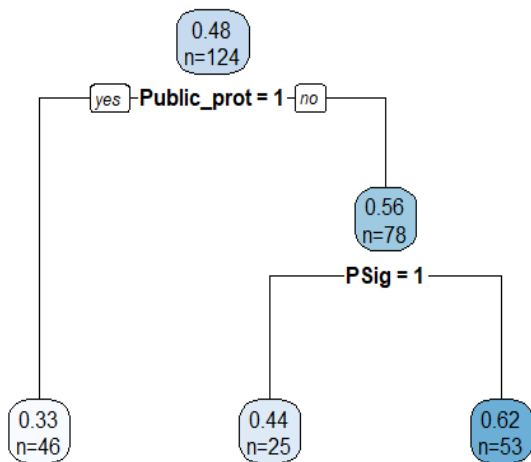 0.48
n=124
yes Public_prot = 1 no
0.56
n=78
PSig = 1
0.33
n=46
0.44
n=25
0.62
n=53